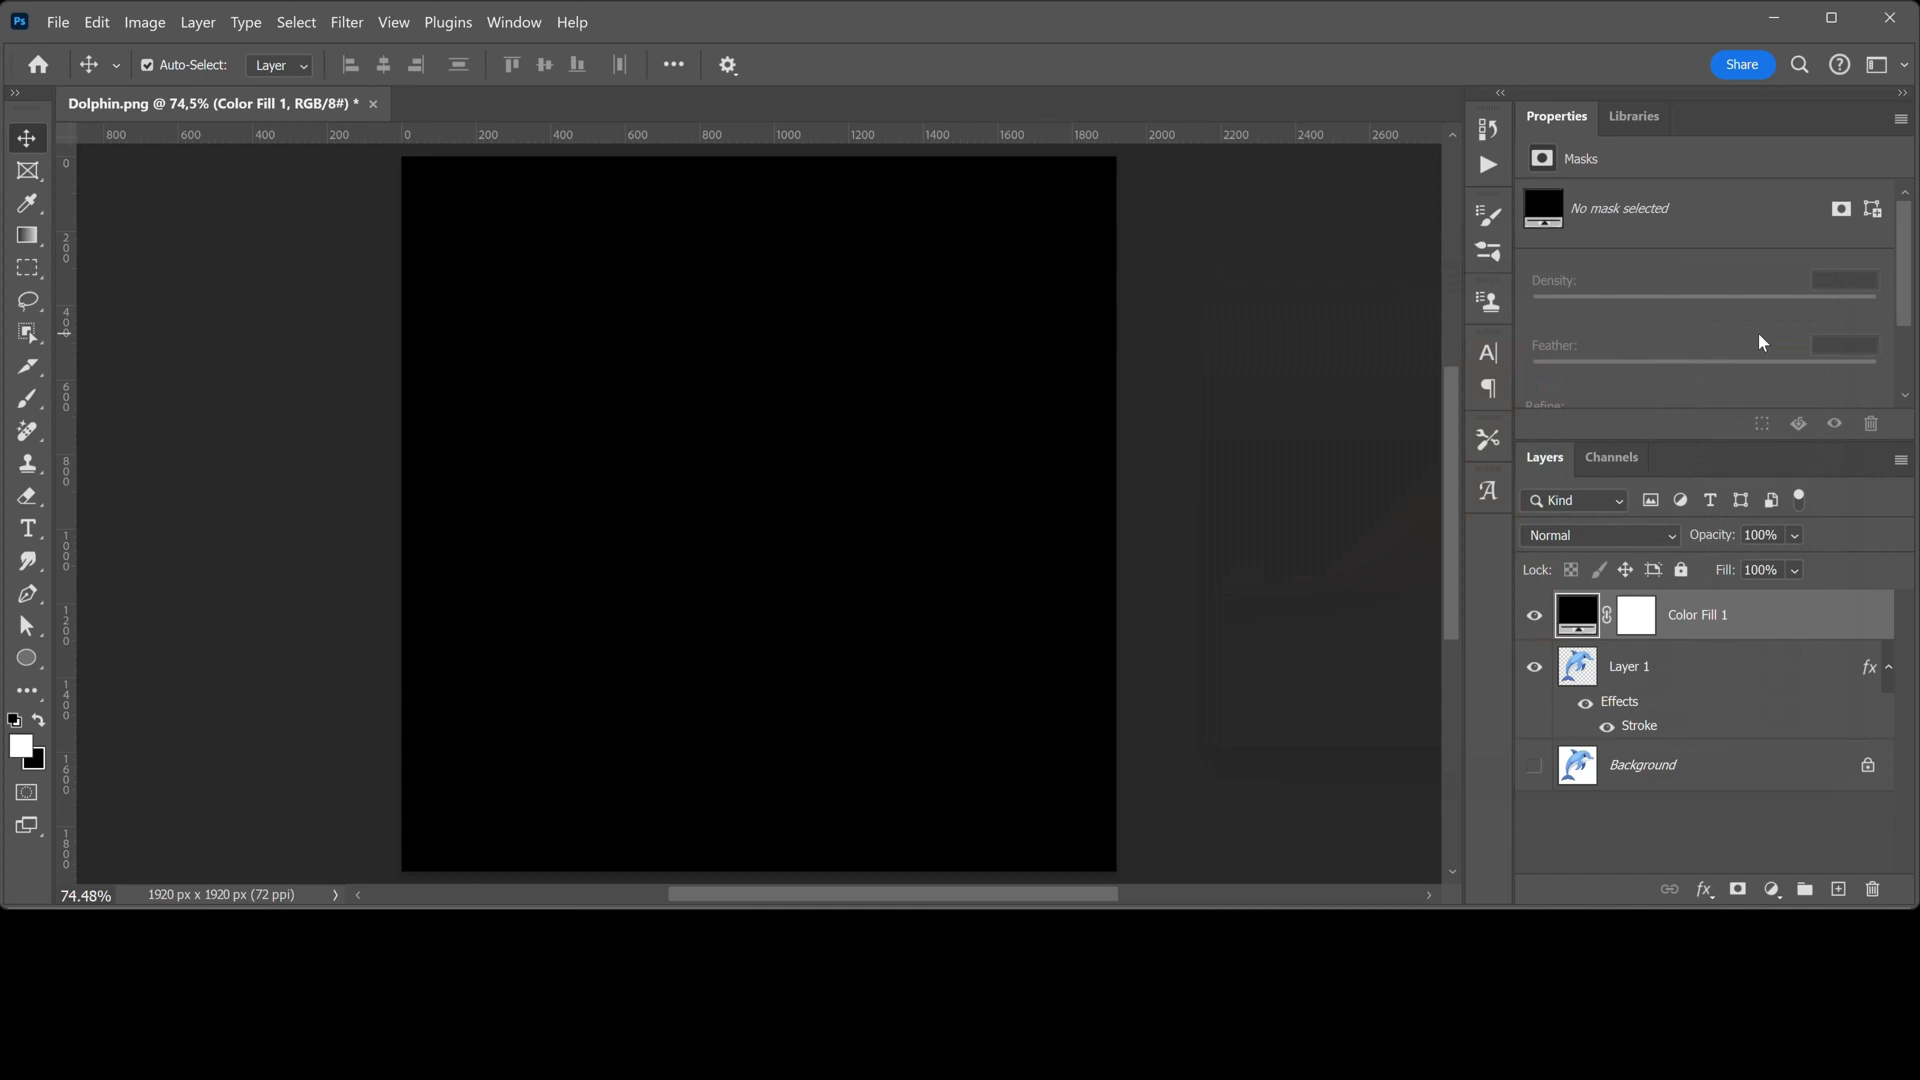 Ps File Edit Image Layer Type Select Filter View Plugins Window Help
Auto-Select: Layer Share
Dolphin.png @ 74,5% (Color Fill 1, RGB/8#) *
800 600 400 200 0 200 400 600 800 1000 1200 1400 1600 1800 2000 2200 2400 2600
0
200
400
600
800
1000
1200
1400
1600
1800
Properties Libraries
Masks
No mask selected
Density:
Feather:
Refine:
Layers Channels
Kind
Normal Opacity: 100%
Lock: Fill: 100%
Color Fill 1
Layer 1 fx
Effects
Stroke
Background
74.48% 1920 px x 1920 px (72 ppi)
fx